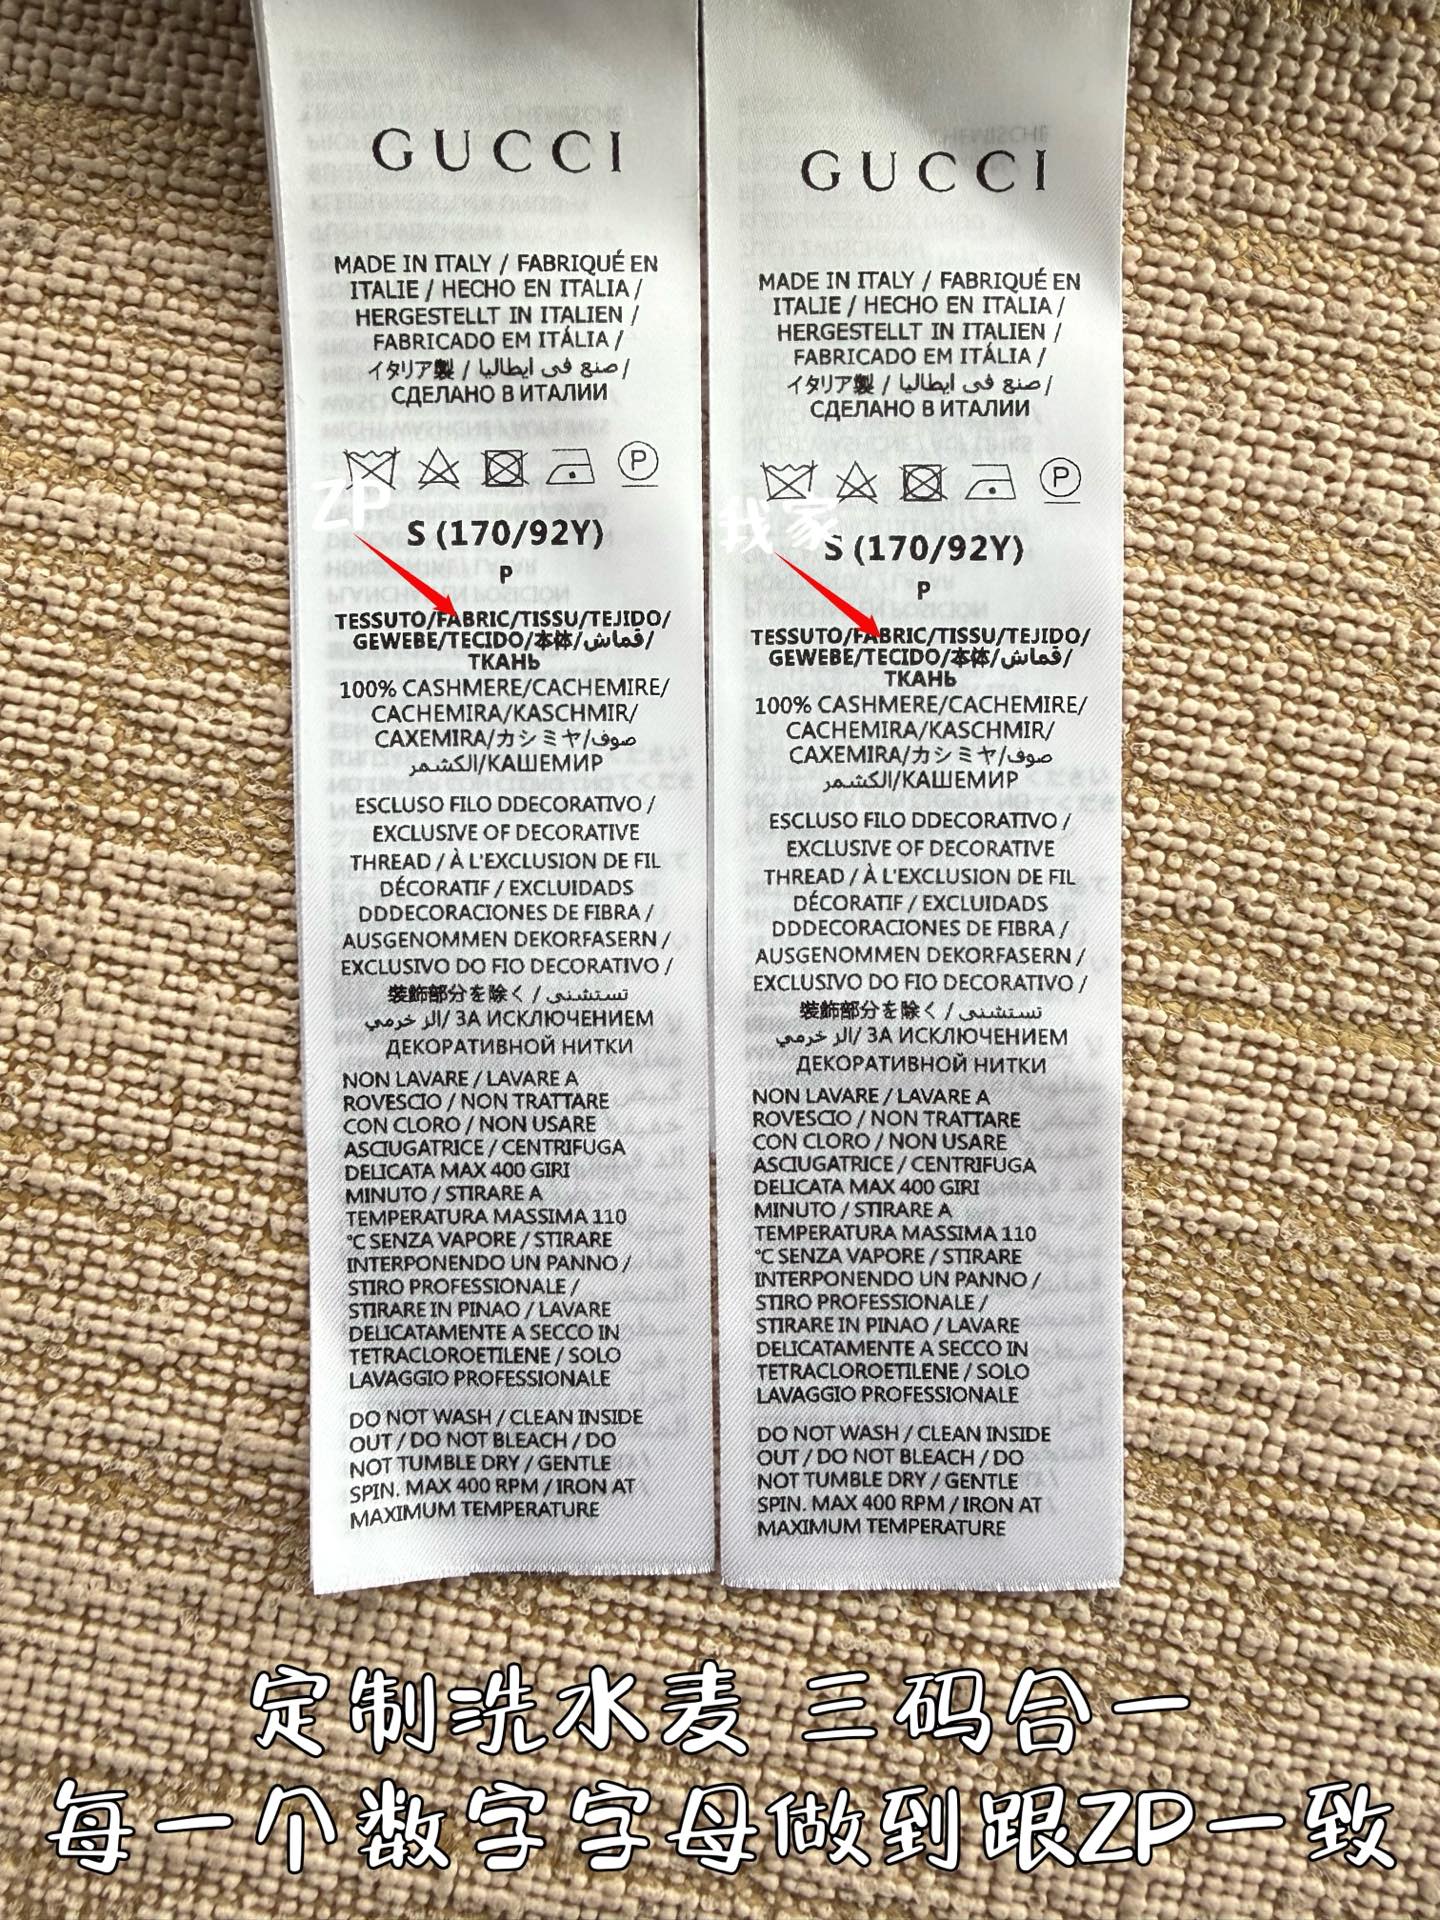 GUCCI
MADE IN ITALY / FABRIQUÉ EN
ITALIE / HECHO EN ITALIA /
HERGESTELLT IN ITALIEN /
FABRICADO EM ITÁLIA /
イタリア製 / صنع في ايطاليا /
СДЕЛАНО В ИТАЛИИ
P
ZP
S (170/92Y)
P
TESSUTO/FABRIC/TISSU/TEJIDO/
GEWEBE/TECIDO/本体/قماش/
ТКАНЬ
100% CASHMERE/CACHEMIRE/
CACHEMIRA/KASCHMIR/
CAXEMIRA/カシミヤ/صوف
الكشمر/КАШЕМИР
ESCLUSO FILO DDECORATIVO /
EXCLUSIVE OF DECORATIVE
THREAD / À L'EXCLUSION DE FIL
DÉCORATIF / EXCLUIDADS
DDDECORACIONES DE FIBRA /
AUSGENOMMEN DEKORFASERN /
EXCLUSIVO DO FIO DECORATIVO /
装飾部分を除く / تستشنى
الز خرمي/ ЗА ИСКЛЮЧЕНИЕМ
ДЕКОРАТИВНОЙ НИТКИ
NON LAVARE / LAVARE A
ROVESCIO / NON TRATTARE
CON CLORO / NON USARE
ASCIUGATRICE / CENTRIFUGA
DELICATA MAX 400 GIRI
MINUTO / STIRARE A
TEMPERATURA MASSIMA 110
℃ SENZA VAPORE / STIRARE
INTERPONENDO UN PANNO /
STIRO PROFESSIONALE /
STIRARE IN PINAO / LAVARE
DELICATAMENTE A SECCO IN
TETRACLOROETILENE / SOLO
LAVAGGIO PROFESSIONALE
DO NOT WASH / CLEAN INSIDE
OUT / DO NOT BLEACH / DO
NOT TUMBLE DRY / GENTLE
SPIN. MAX 400 RPM / IRON AT
MAXIMUM TEMPERATURE
GUCCI
MADE IN ITALY / FABRIQUÉ EN
ITALIE / HECHO EN ITALIA /
HERGESTELLT IN ITALIEN /
FABRICADO EM ITÁLIA /
イタリア製 / صنع في ايطاليا /
СДЕЛАНО В ИТАЛИИ
P
我家
S (170/92Y)
P
TESSUTO/FABRIC/TISSU/TEJIDO/
GEWEBE/TECIDO/本体/قماش/
ТКАНЬ
100% CASHMERE/CACHEMIRE/
CACHEMIRA/KASCHMIR/
CAXEMIRA/カシミヤ/صوف
الكشمر/КАШЕМИР
ESCLUSO FILO DDECORATIVO /
EXCLUSIVE OF DECORATIVE
THREAD / À L'EXCLUSION DE FIL
DÉCORATIF / EXCLUIDADS
DDDECORACIONES DE FIBRA /
AUSGENOMMEN DEKORFASERN /
EXCLUSIVO DO FIO DECORATIVO /
装飾部分を除く / تستشنى
الز خرمي/ ЗА ИСКЛЮЧЕНИЕМ
ДЕКОРАТИВНОЙ НИТКИ
NON LAVARE / LAVARE A
ROVESCIO / NON TRATTARE
CON CLORO / NON USARE
ASCIUGATRICE / CENTRIFUGA
DELICATA MAX 400 GIRI
MINUTO / STIRARE A
TEMPERATURA MASSIMA 110
℃ SENZA VAPORE / STIRARE
INTERPONENDO UN PANNO /
STIRO PROFESSIONALE /
STIRARE IN PINAO / LAVARE
DELICATAMENTE A SECCO IN
TETRACLOROETILENE / SOLO
LAVAGGIO PROFESSIONALE
DO NOT WASH / CLEAN INSIDE
OUT / DO NOT BLEACH / DO
NOT TUMBLE DRY / GENTLE
SPIN. MAX 400 RPM / IRON AT
MAXIMUM TEMPERATURE
定制洗水麦 三码合一
每一个数字字母做到跟ZP一致